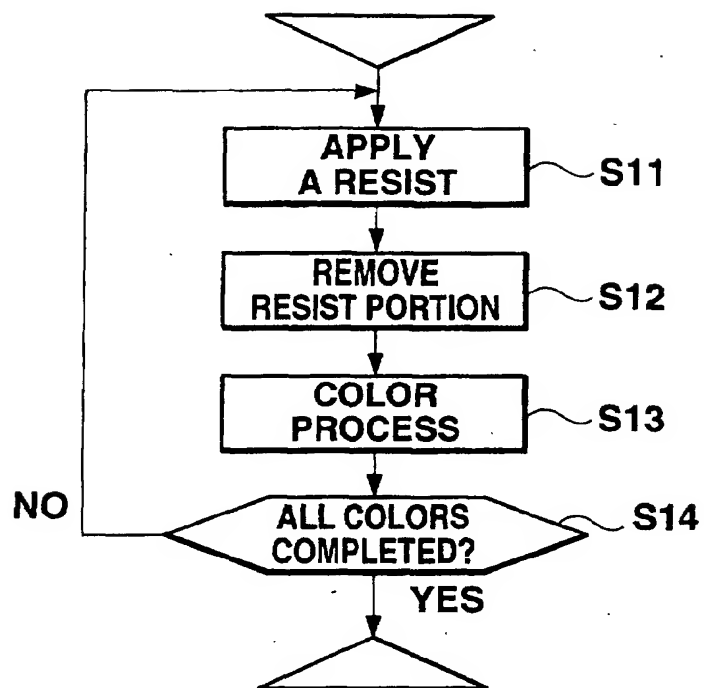 APPLY
A RESIST
S11
REMOVE
RESIST PORTION
S12
COLOR
PROCESS
S13
NO
ALL COLORS
COMPLETED?
S14
YES